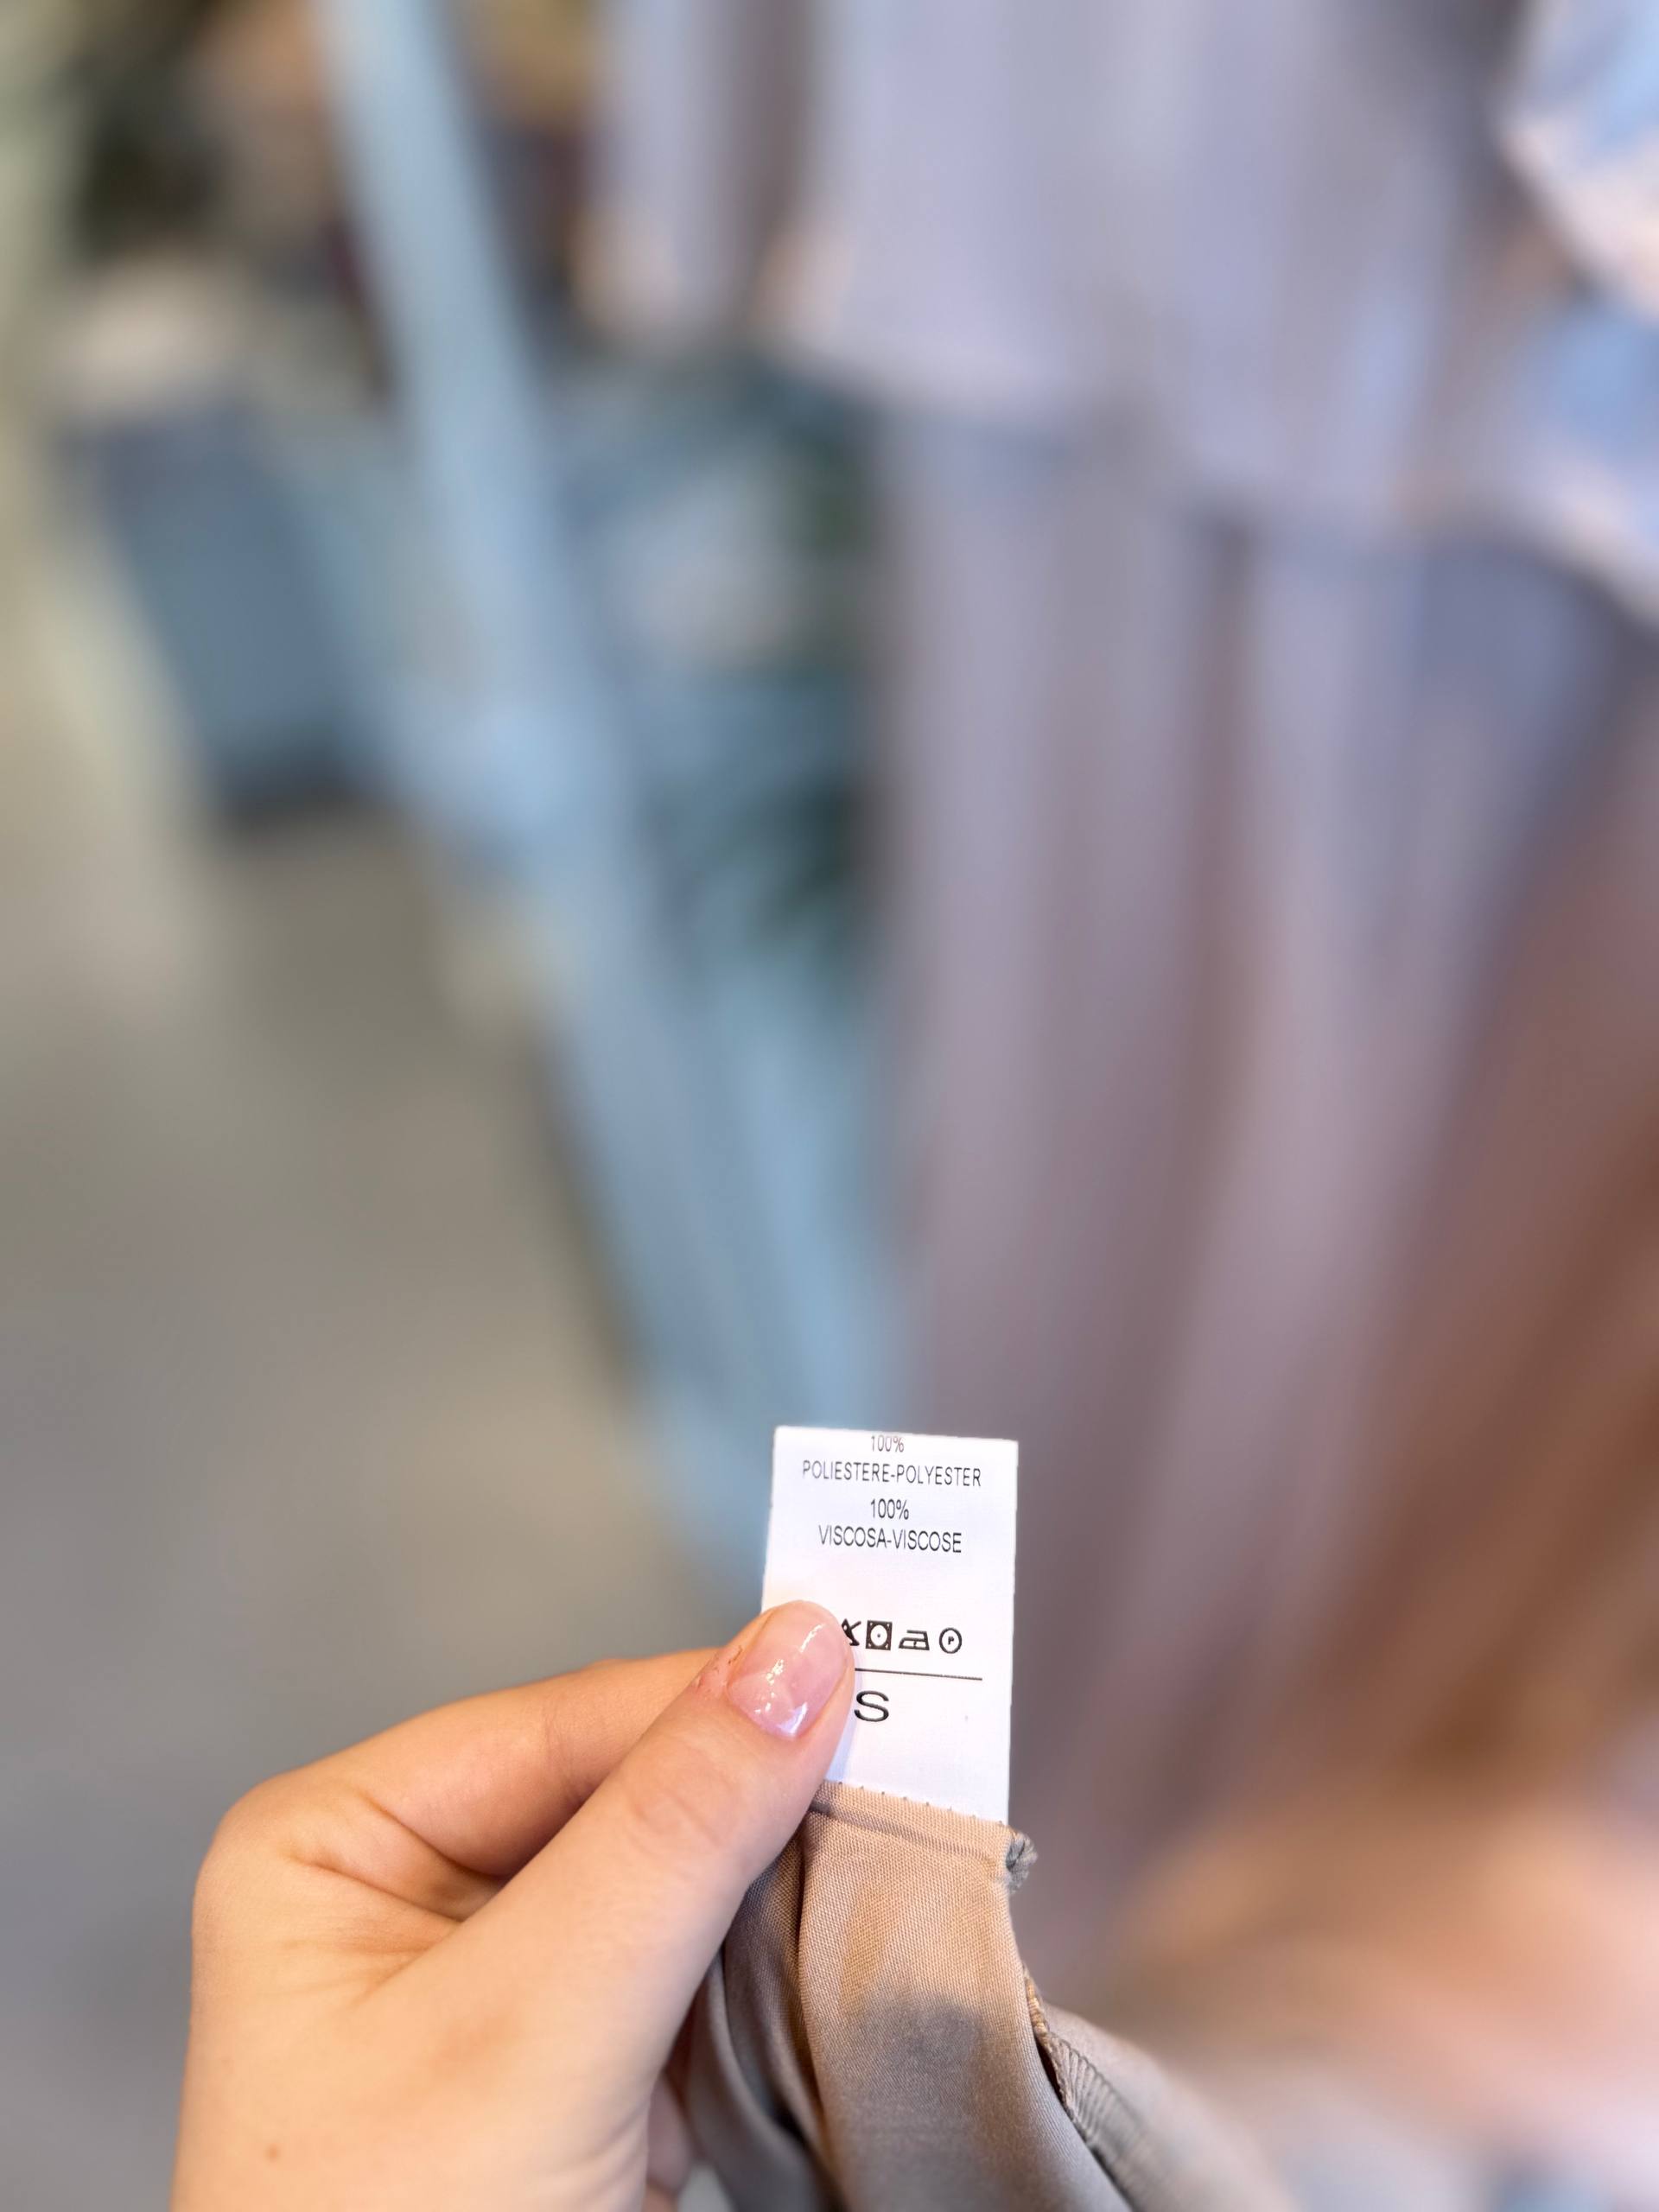 100%
POLIESTERE-POLYESTER
100%
VISCOSA-VISCOSE
P
S